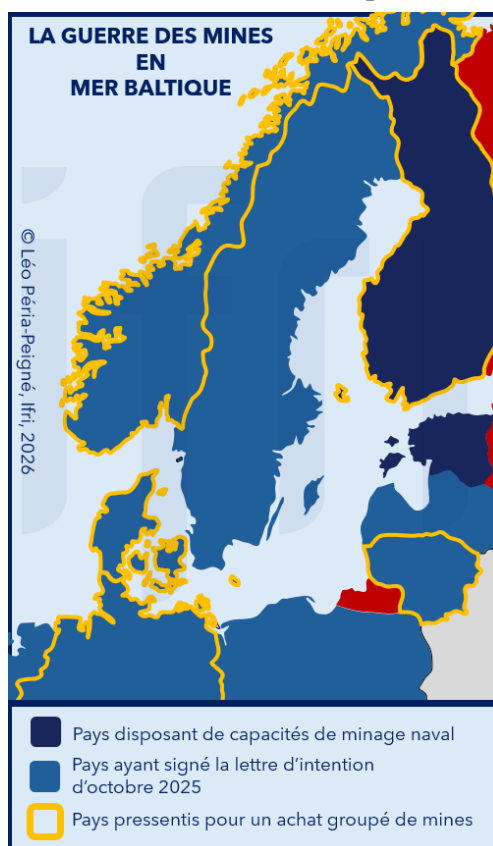 LA GUERRE DES MINES
EN
MER BALTIQUE
© Léo Péria-Peigné, Ifri, 2026
Pays disposant de capacités de minage naval
Pays ayant signé la lettre d’intention
d’octobre 2025
Pays pressentis pour un achat groupé de mines